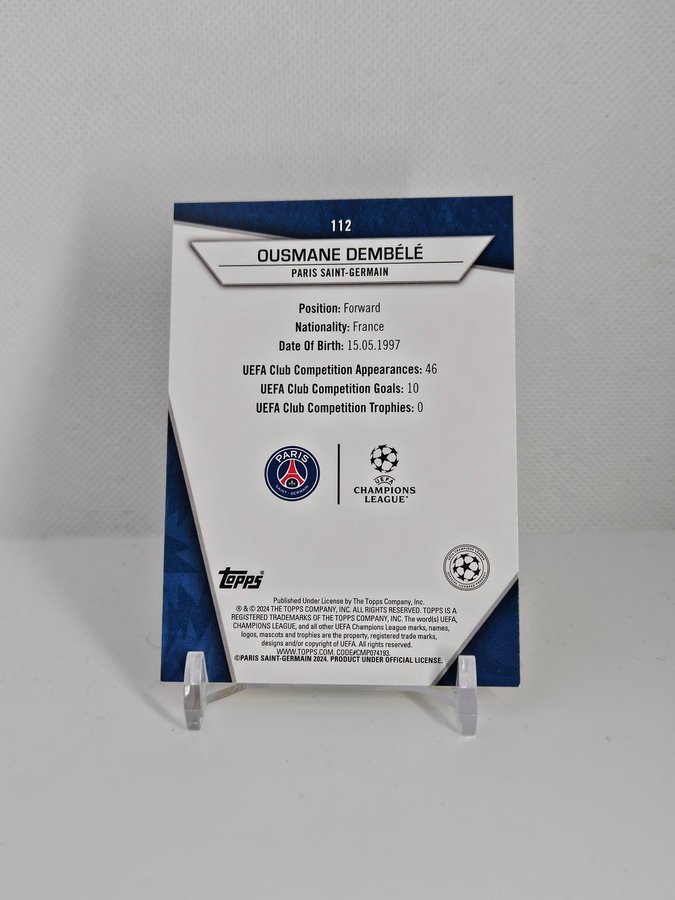 112
OUSMANE DEMBÉLÉ
PARIS SAINT-GERMAIN
Position: Forward
Nationality: France
Date Of Birth: 15.05.1997
UEFA Club Competition Appearances: 46
UEFA Club Competition Goals: 10
UEFA Club Competition Trophies: 0
PARIS
SAINT-GERMAIN
UEFA
CHAMPIONS
LEAGUE®
topps®
Published Under License by The Topps Company, Inc.
® & © 2024 THE TOPPS COMPANY, INC. ALL RIGHTS RESERVED. TOPPS IS A
REGISTERED TRADEMARKS OF THE TOPPS COMPANY, INC. The word(s) UEFA,
CHAMPIONS LEAGUE, and all other UEFA Champions League marks, names,
logos, mascots and trophies are the property, registered trade marks,
designs and/or copyright of UEFA. All rights reserved.
WWW.TOPPS.COM. CODE#CMP074193.
©PARIS SAINT-GERMAIN 2024. PRODUCT UNDER OFFICIAL LICENSE.